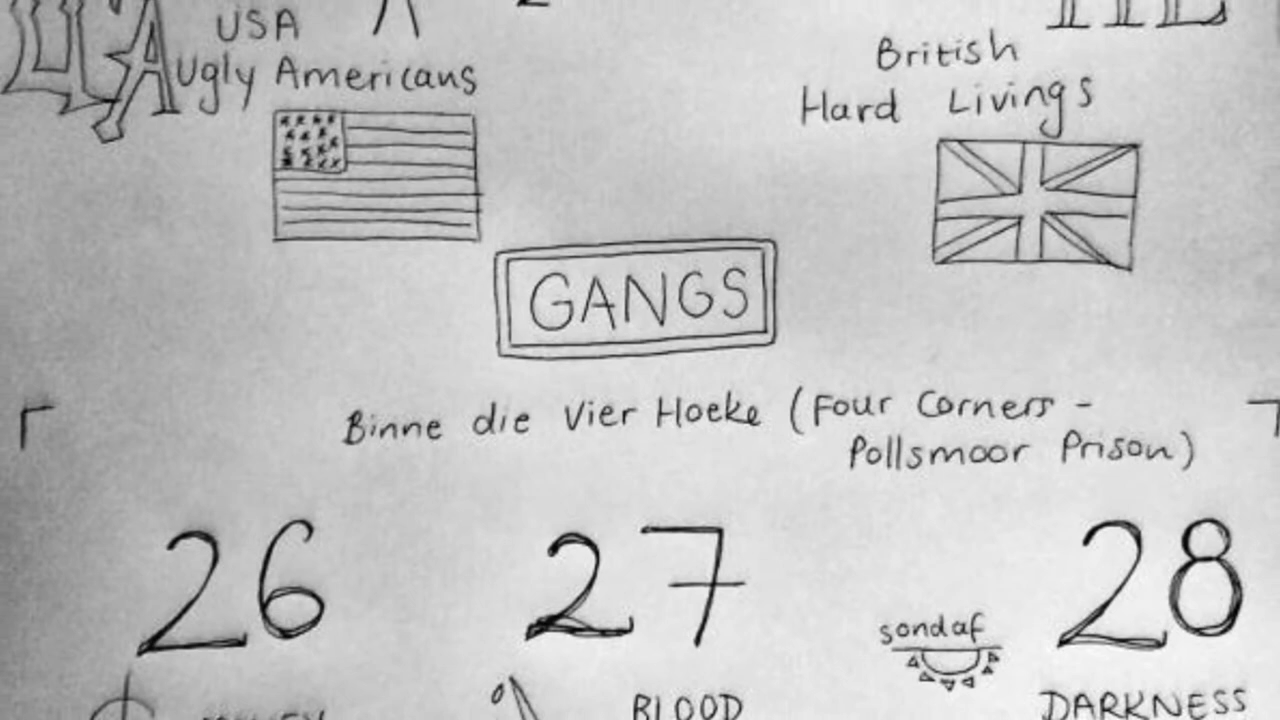 USA
Ugly Americans
British
Hard Livings
GANGS
Binne die Vier Hoeke (Four Corners -
Pollsmoor Prison)
26
27
28
sondaf
BLOOD
DARKNESS